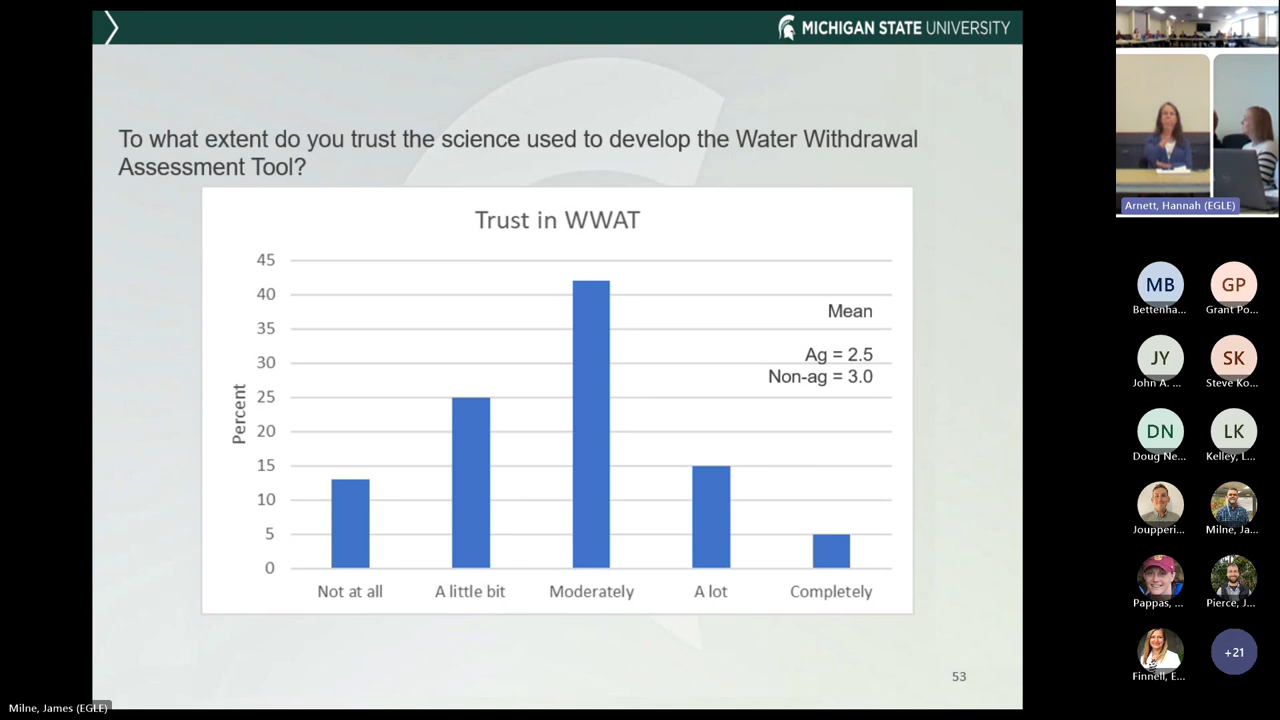 MICHIGAN STATE UNIVERSITY
To what extent do you trust the science used to develop the Water Withdrawal
Assessment Tool?
Trust in WWAT
Percent
45
40
35
30
25
20
15
10
5
0
Mean
Ag = 2.5
Non-ag = 3.0
Not at all A little bit Moderately A lot Completely
53
Milne, James (EGLE)
Arnett, Hannah (EGLE)
MB GP
Bettenha... Grant Po...
JY SK
John A. ... Steve Ko...
DN LK
Doug Ne... Kelley, L...
Joupperi... Milne, Ja...
Pappas, ... Pierce, J...
Finnell, E... +21